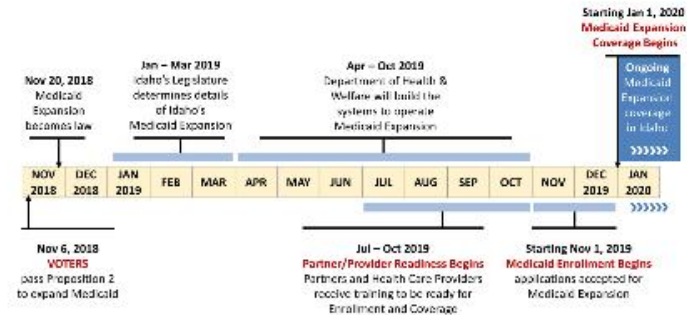 Starting Jan 1, 2020
Medicaid Expansion
Coverage Begins
Jan – Mar 2019
Idaho's Legislature
determines details
of Idaho's
Medicaid Expansion
Apr – Oct 2019
Department of Health &
Welfare will build the
systems to operate
Medicaid Expansion
Nov 20, 2018
Medicaid
Expansion
becomes law
Ongoing
Medicaid
Expansion
coverage
in Idaho
NOV 2018
DEC 2018
JAN 2019
FEB
MAR
APR
MAY
JUN
JUL
AUG
SEP
OCT
NOV
DEC 2019
JAN 2020
Nov 6, 2018
VOTERS
pass Proposition 2
to expand Medicaid
Jul – Oct 2019
Partner/Provider Readiness Begins
Partners and Health Care Providers
receive training to be ready for
Enrollment and Coverage
Starting Nov 1, 2019
Medicaid Enrollment Begins
applications accepted for
Medicaid Expansion